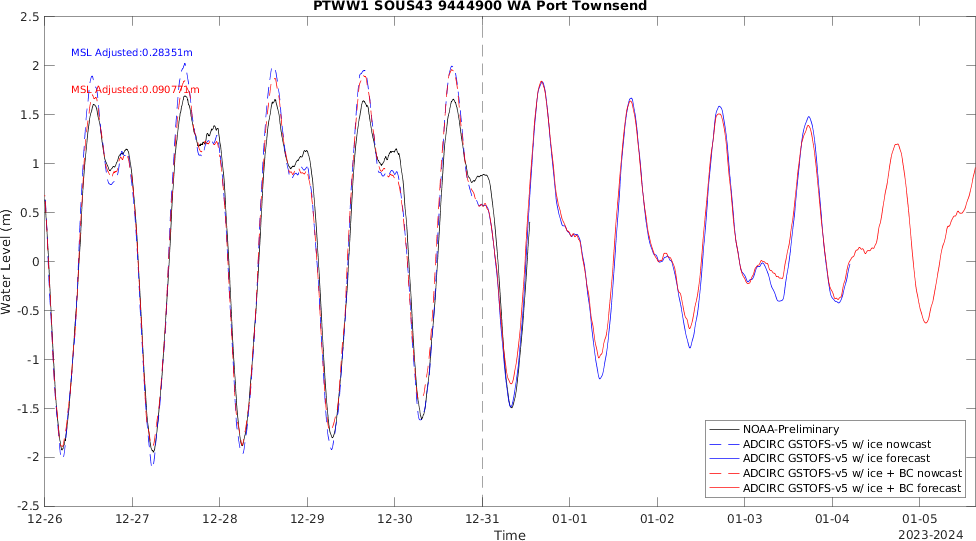 PTWW1 SOUS43 9444900 WA Port Townsend
2.5
2
1.5
1
0.5
0
-0.5
-1
-1.5
-2
-2.5
Water Level (m)
MSL Adjusted:0.28351m
MSL Adjusted:0.090771m
NOAA-Preliminary
ADCIRC GSTOFS-v5 w/ ice nowcast
ADCIRC GSTOFS-v5 w/ ice forecast
ADCIRC GSTOFS-v5 w/ ice + BC nowcast
ADCIRC GSTOFS-v5 w/ ice + BC forecast
12-26 12-27 12-28 12-29 12-30 12-31 01-01 01-02 01-03 01-04 01-05
Time
2023-2024